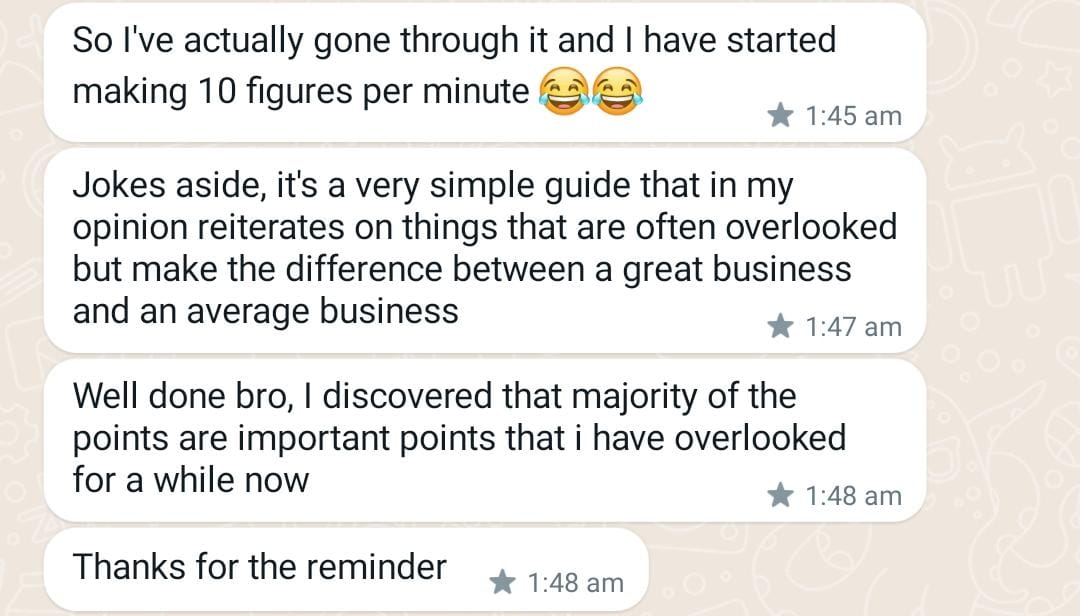 So I've actually gone through it and I have started
making 10 figures per minute 😂😂
1:45 am
Jokes aside, it's a very simple guide that in my
opinion reiterates on things that are often overlooked
but make the difference between a great business
and an average business
1:47 am
Well done bro, I discovered that majority of the
points are important points that i have overlooked
for a while now
1:48 am
Thanks for the reminder
1:48 am